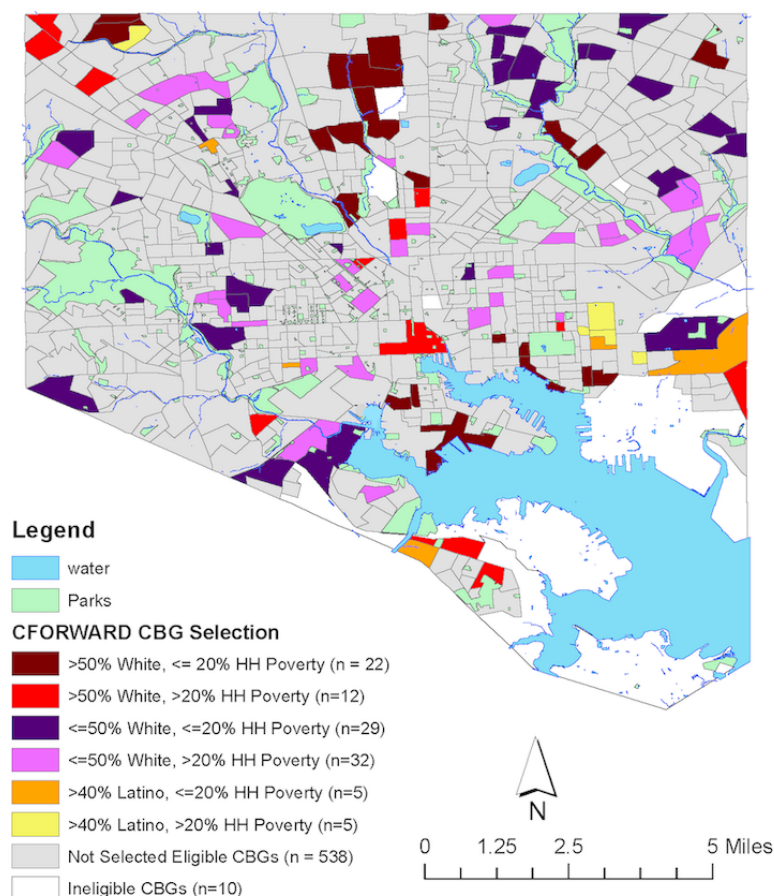 Legend
water
Parks
CFORWARD CBG Selection
>50% White, <= 20% HH Poverty (n = 22)
>50% White, >20% HH Poverty (n=12)
<=50% White, <=20% HH Poverty (n=29)
<=50% White, >20% HH Poverty (n=32)
>40% Latino, <=20% HH Poverty (n=5)
>40% Latino, >20% HH Poverty (n=5)
Not Selected Eligible CBGs (n = 538)
Ineligible CBGs (n=10)
N
0 1.25 2.5 5 Miles